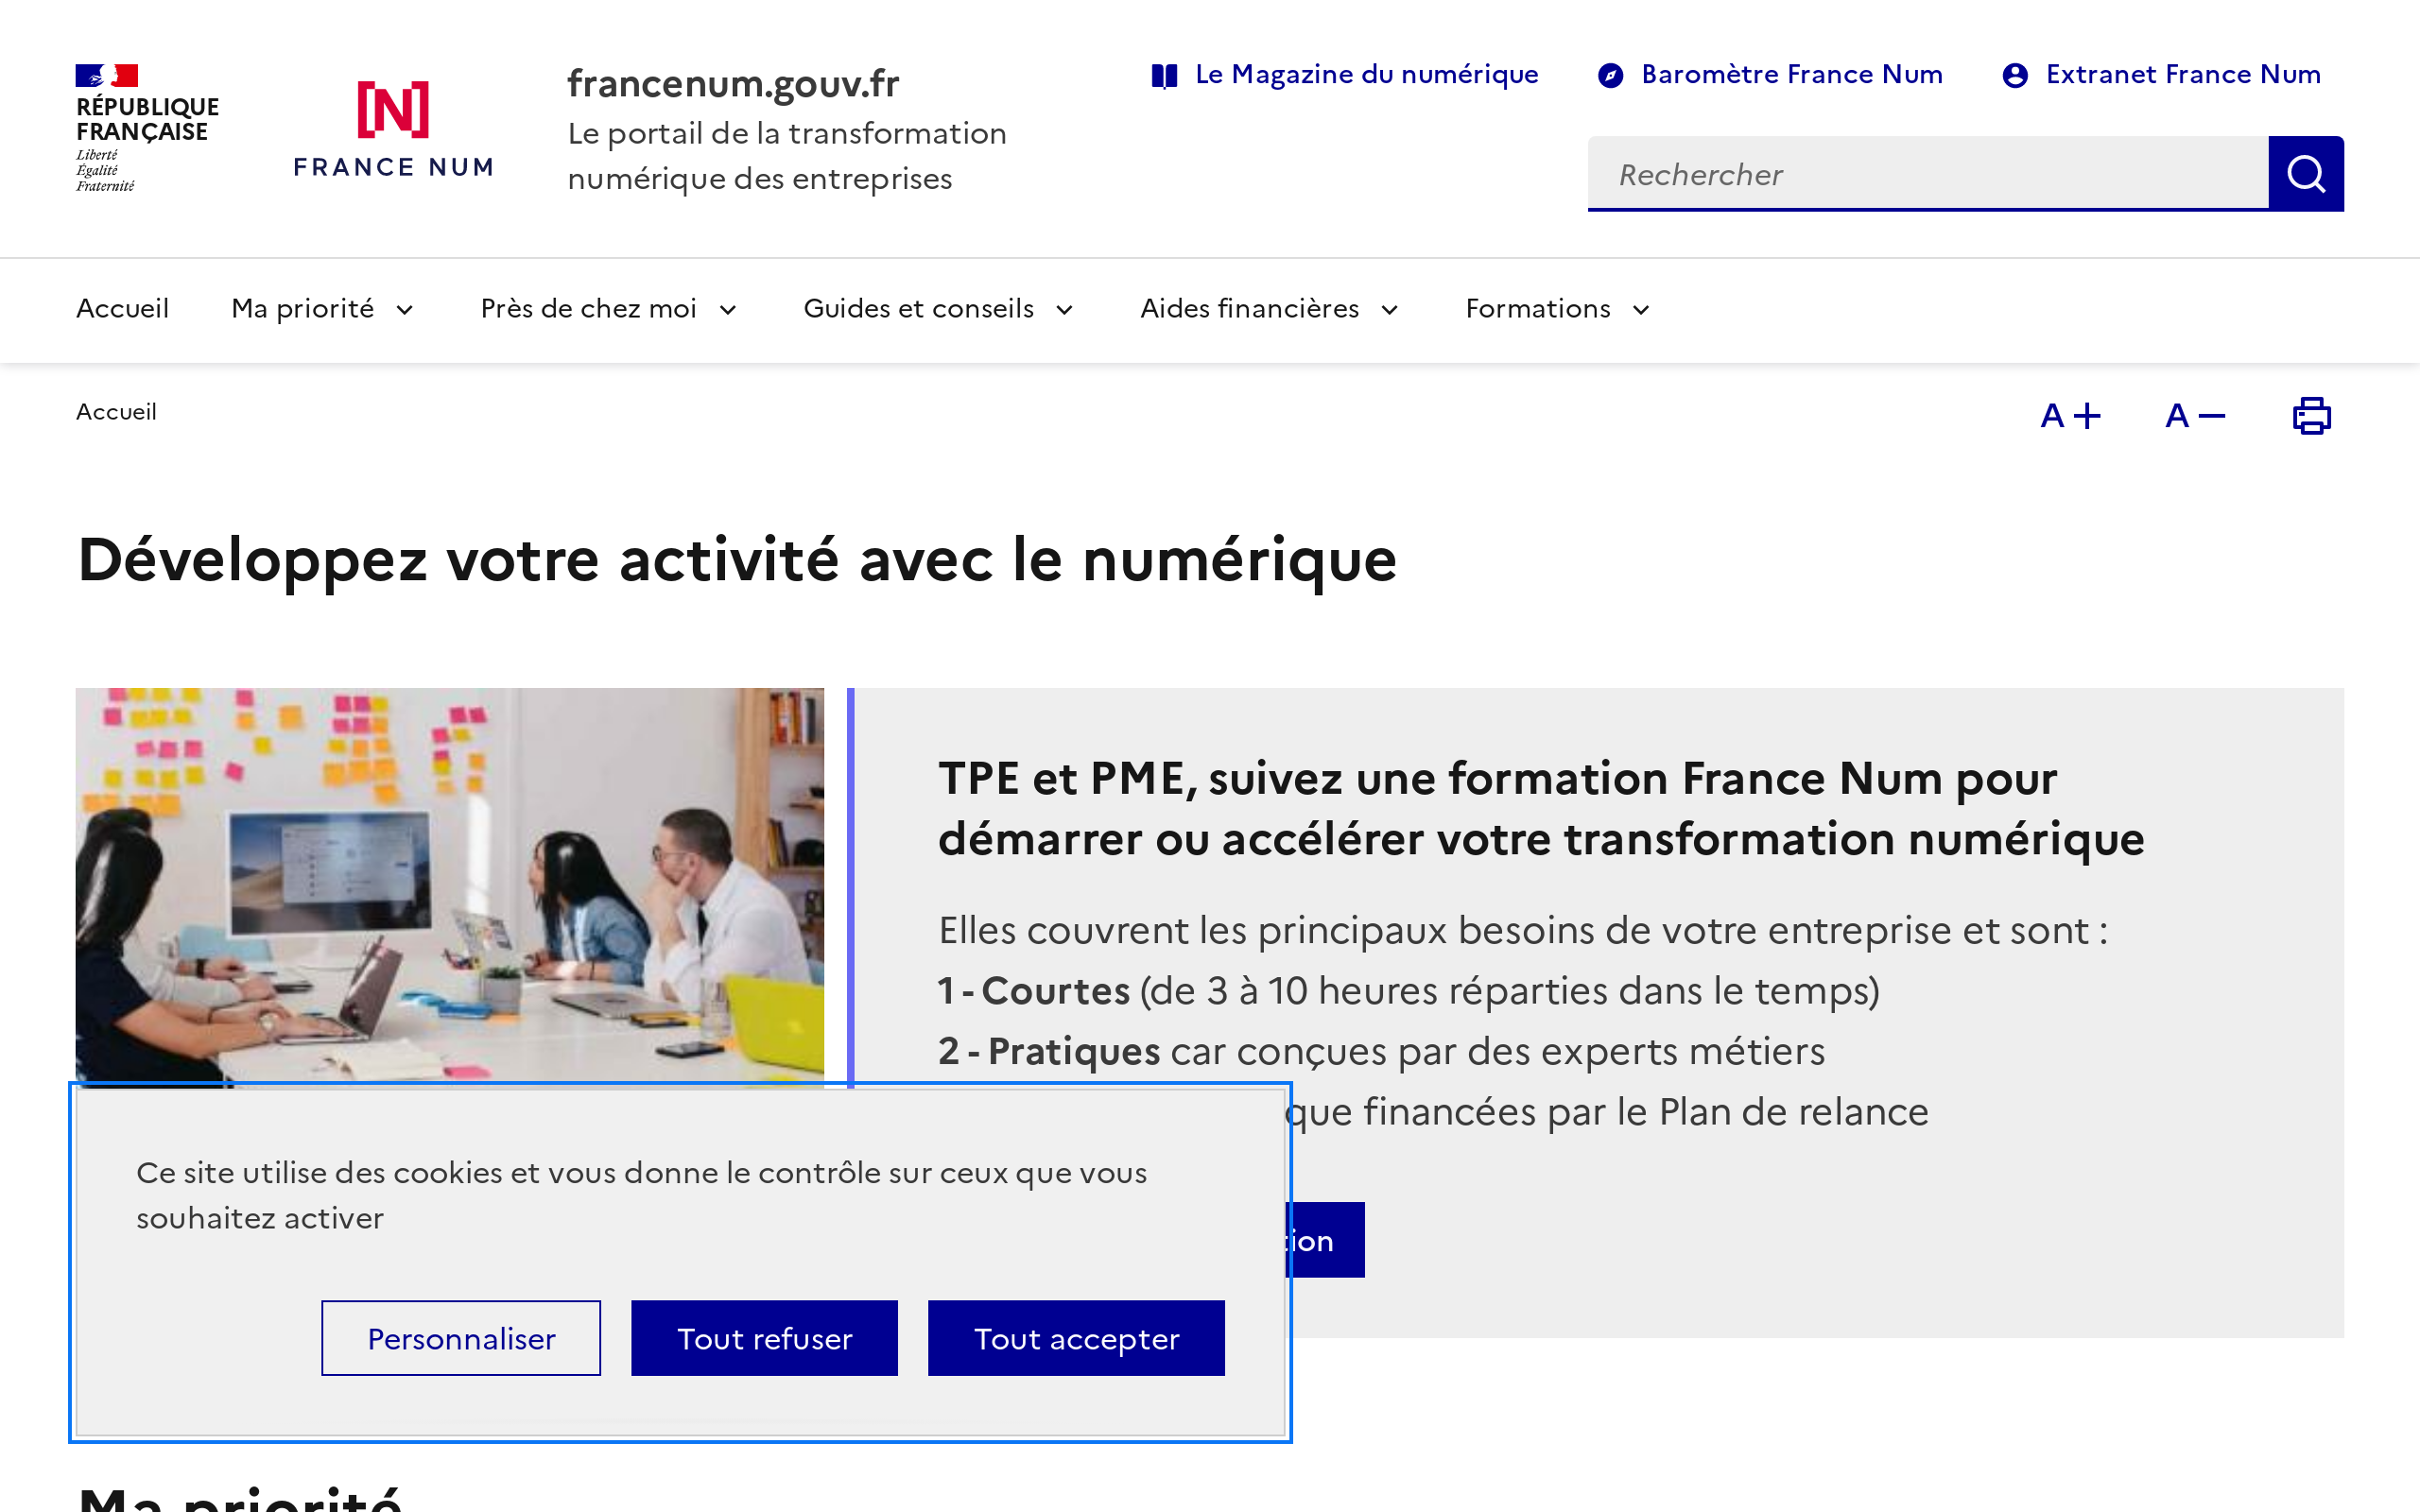 RÉPUBLIQUE
FRANÇAISE
Liberté
Égalité
Fraternité
[N]
FRANCE NUM
francenum.gouv.fr
Le portail de la transformation
numérique des entreprises
Le Magazine du numérique
Baromètre France Num
Extranet France Num
Rechercher
Accueil
Ma priorité
Près de chez moi
Guides et conseils
Aides financières
Formations
Accueil
A+
A−
Développez votre activité avec le numérique
TPE et PME, suivez une formation France Num pour
démarrer ou accélérer votre transformation numérique
Elles couvrent les principaux besoins de votre entreprise et sont :
1 - Courtes (de 3 à 10 heures réparties dans le temps)
2 - Pratiques car conçues par des experts métiers
que financées par le Plan de relance
tion
Ce site utilise des cookies et vous donne le contrôle sur ceux que vous
souhaitez activer
Personnaliser
Tout refuser
Tout accepter
Ma priorité